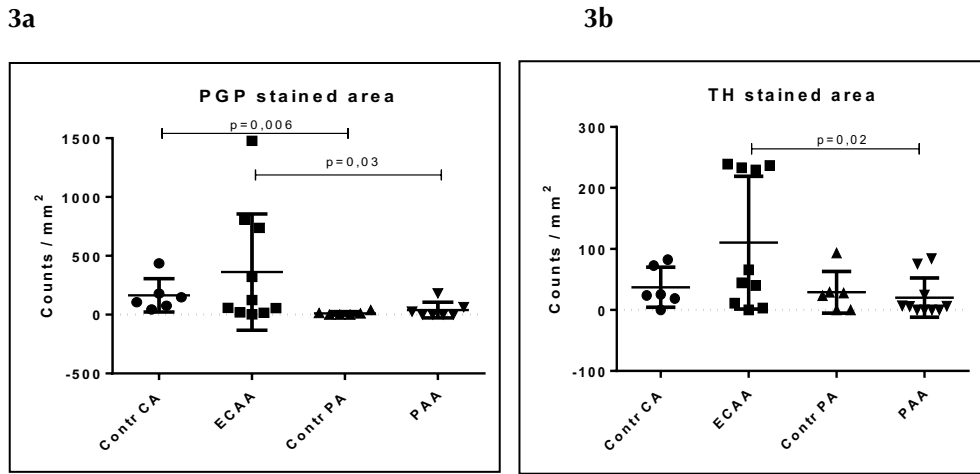 3a
3b
PGP stained area
p=0,006
p=0,03
1500
1000
500
0
-500
Counts / mm²
Contr CA
ECAA
Contr PA
PAA
TH stained area
p=0,02
300
200
100
0
-100
Counts / mm²
Contr CA
ECAA
Contr PA
PAA